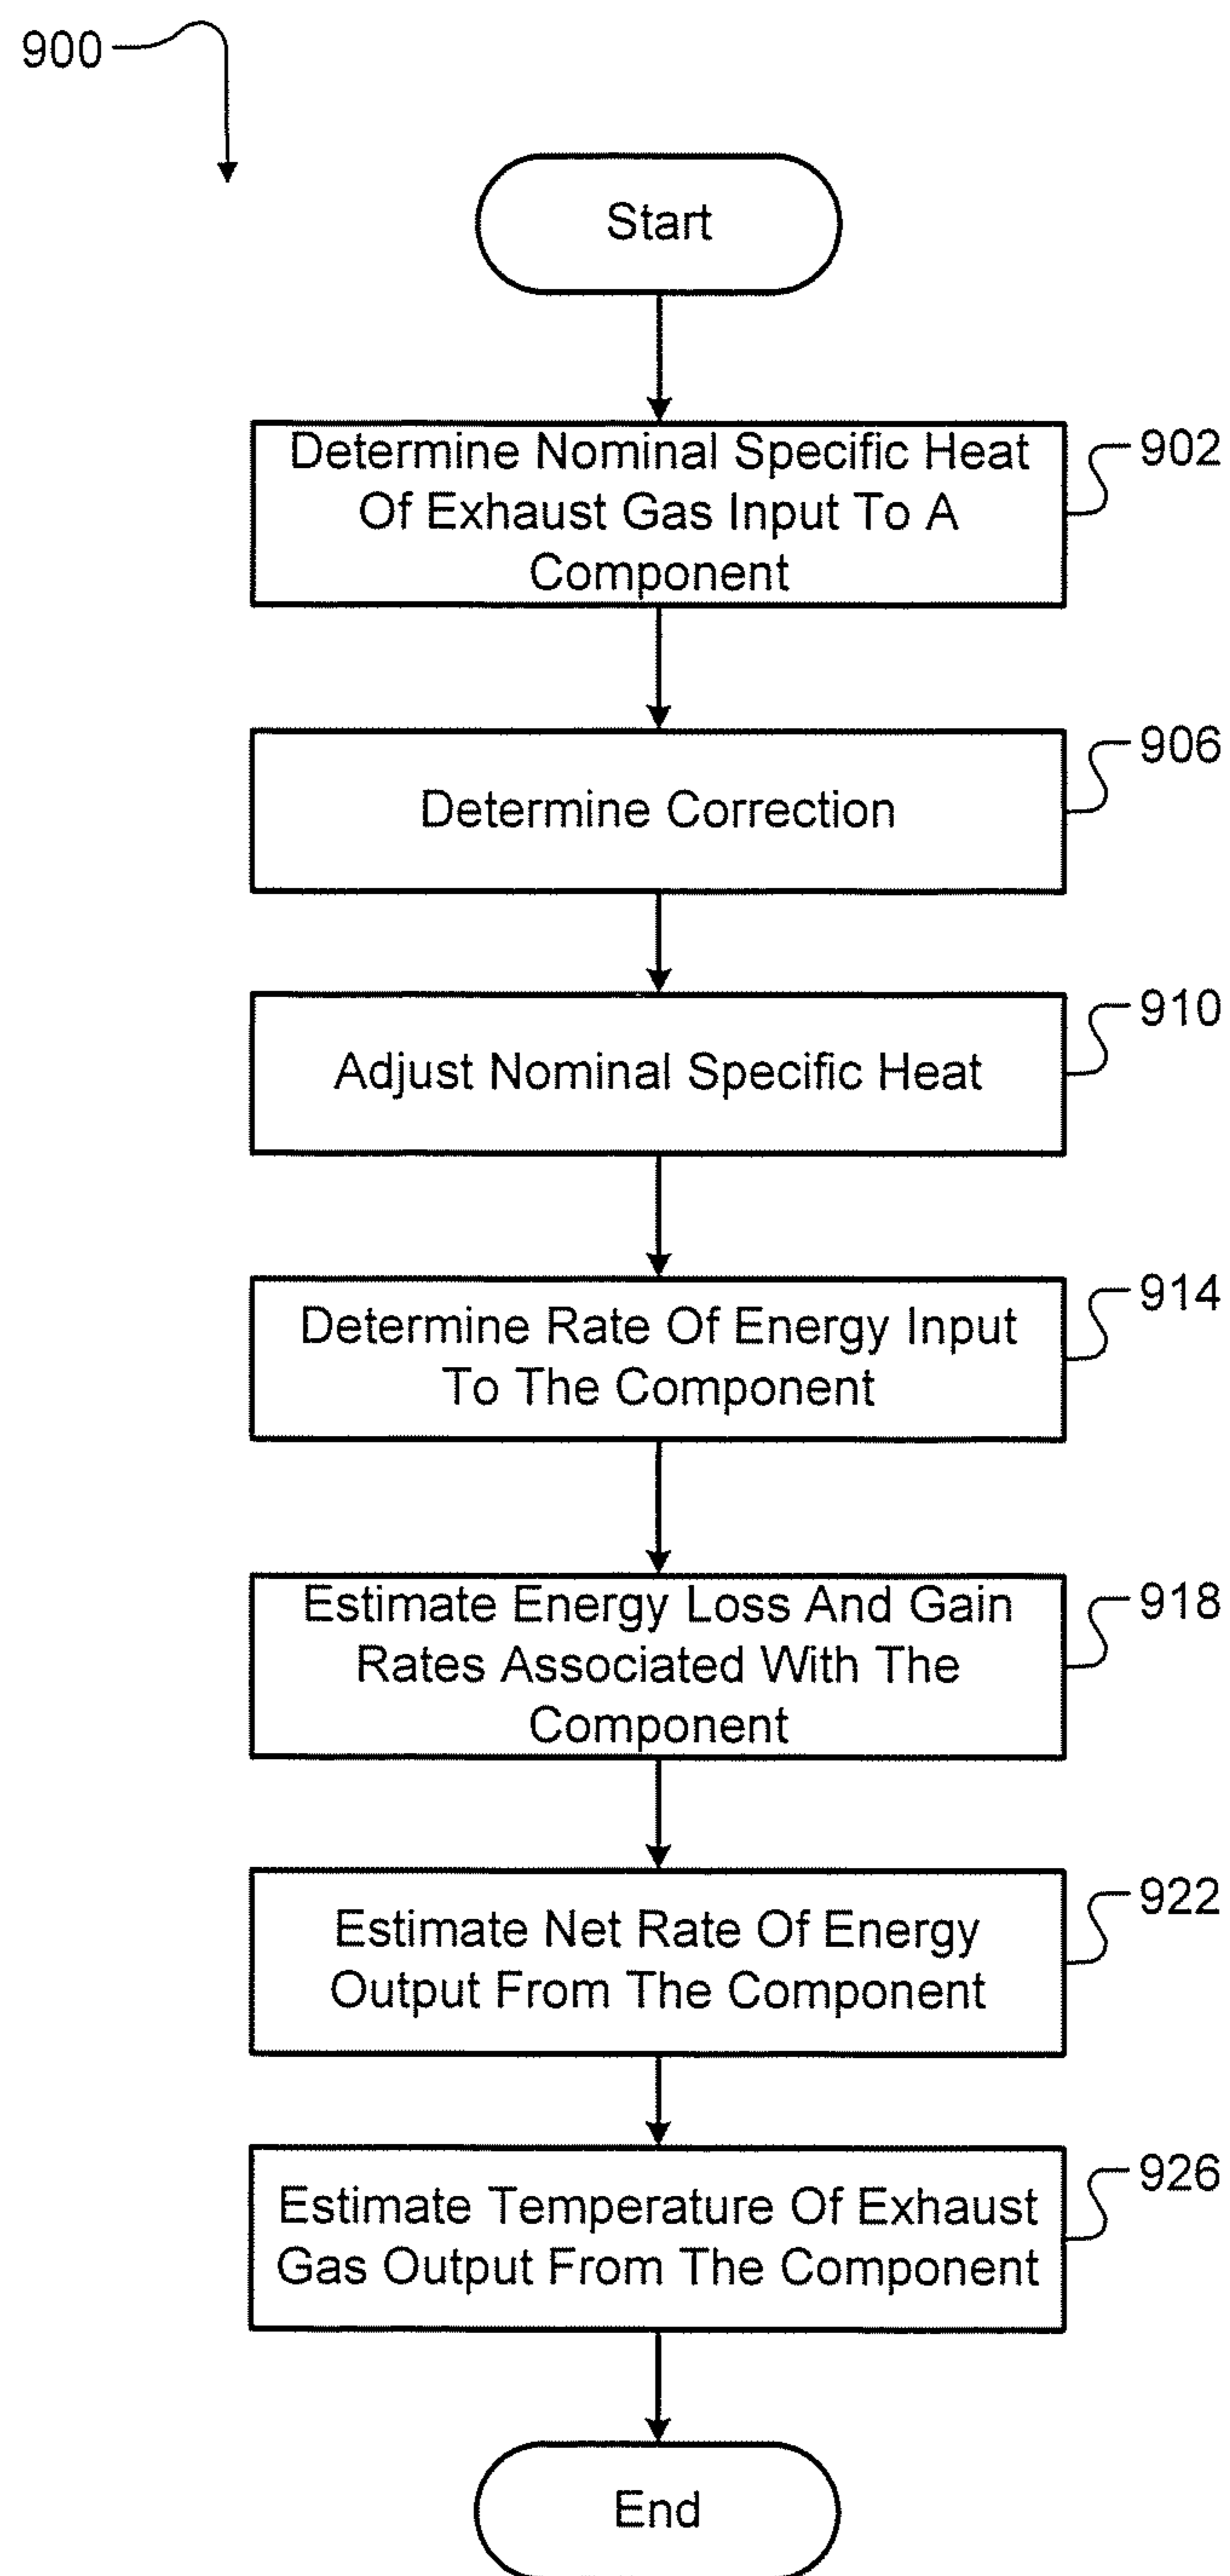 900
Start
Determine Nominal Specific Heat
Of Exhaust Gas Input To A
Component
902
Determine Correction
906
Adjust Nominal Specific Heat
910
Determine Rate Of Energy Input
To The Component
914
Estimate Energy Loss And Gain
Rates Associated With The
Component
918
Estimate Net Rate Of Energy
Output From The Component
922
Estimate Temperature Of Exhaust
Gas Output From The Component
926
End